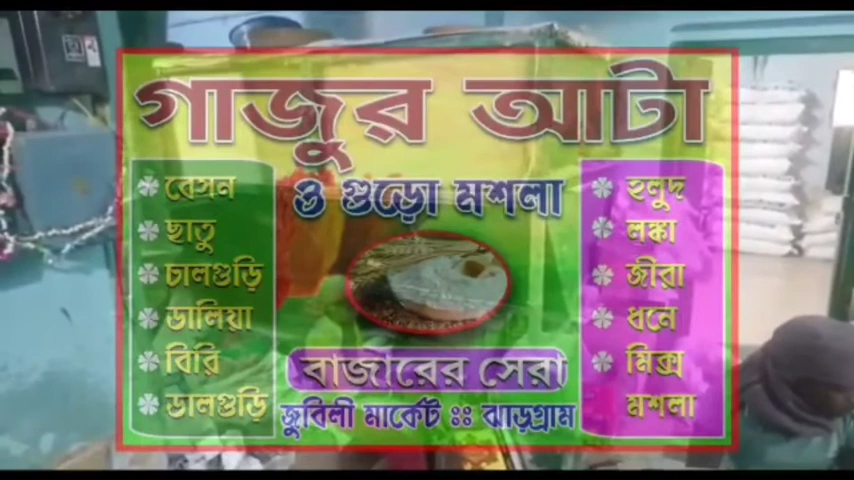 গাজুর আটা
ও গুড়ো মশলা
বেসন
ছাতু
চালগুড়ি
ডালিয়া
বিরি
ডালগুড়ি
হলুদ
লঙ্কা
জীরা
ধনে
মিক্স
মশলা
বাজারের সেরা
জুবিলী মার্কেট ঃঃ ঝাড়গ্রাম